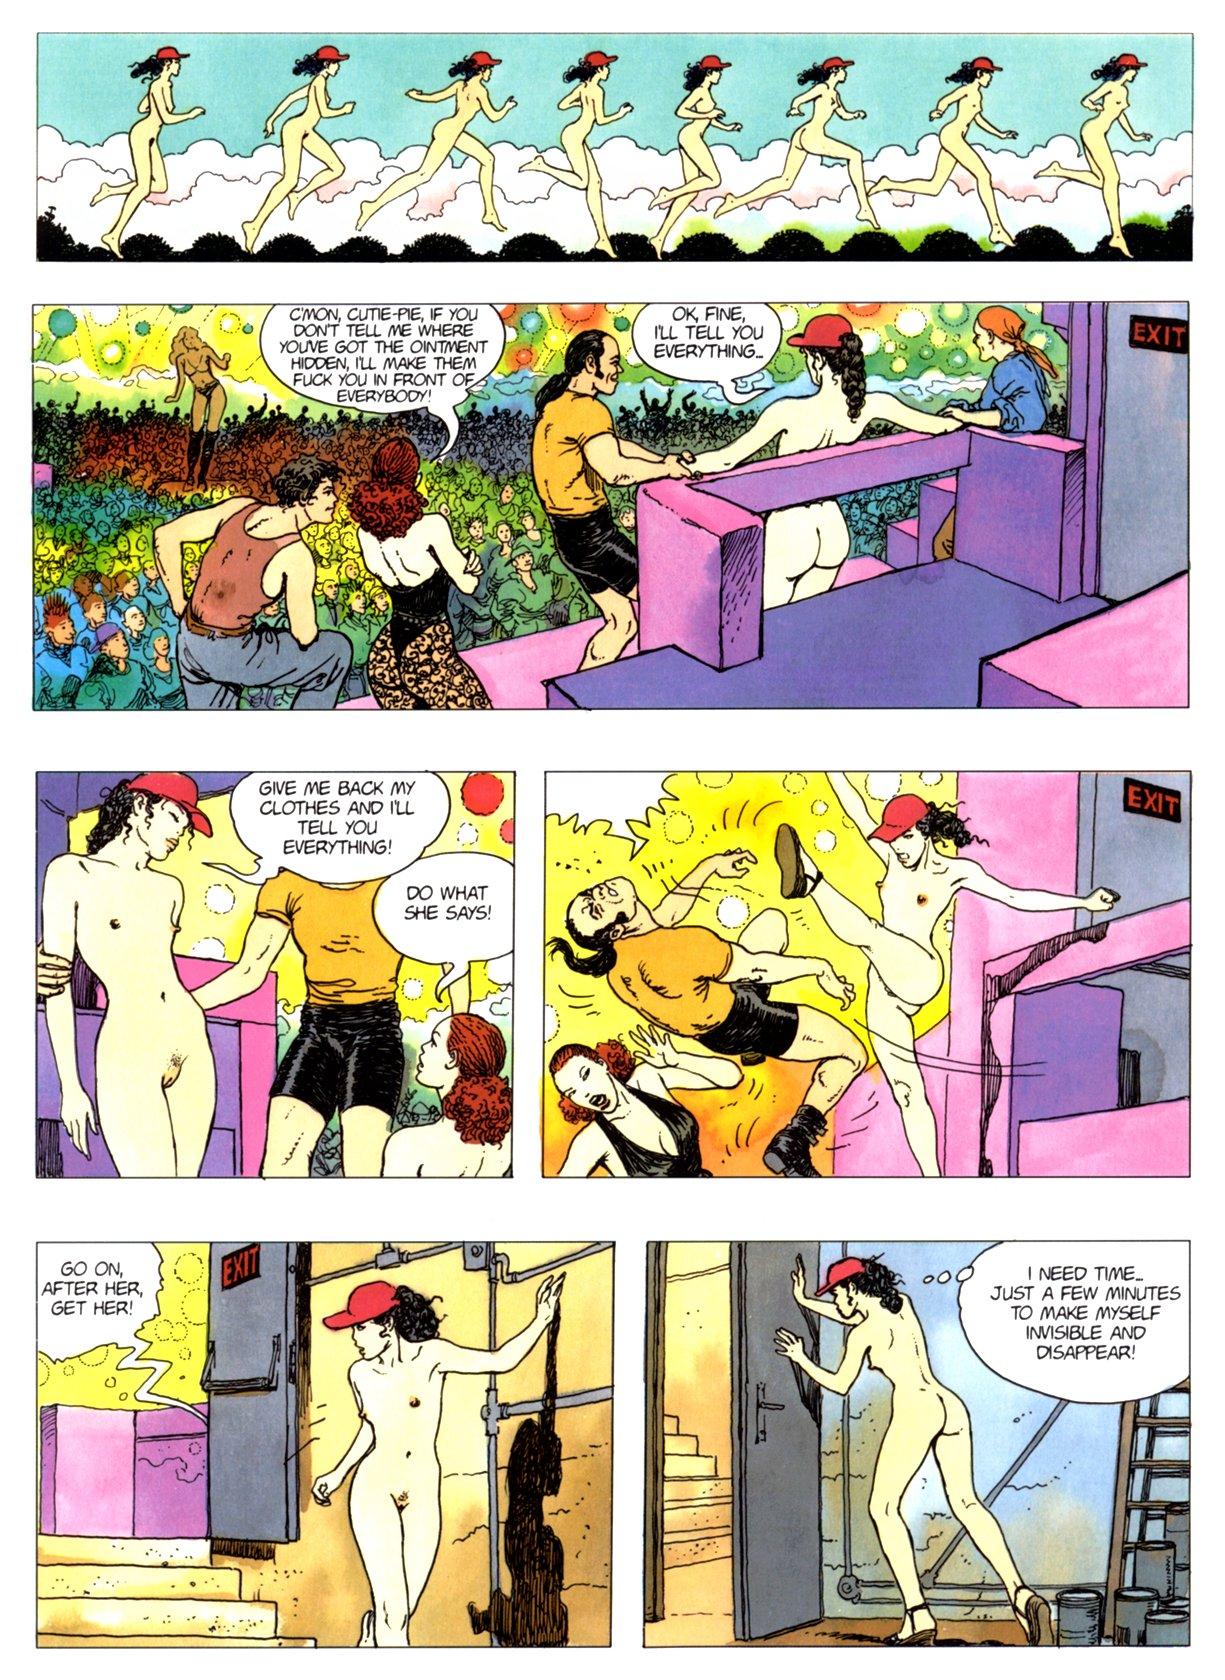 C'MON, CUTIE-PIE, IF YOU
DON'T TELL ME WHERE
YOU'VE GOT THE OINTMENT
HIDDEN, I'LL MAKE THEM
FUCK YOU IN FRONT OF
EVERYBODY!
OK, FINE,
I'LL TELL YOU
EVERYTHING...
EXIT
GIVE ME BACK MY
CLOTHES AND I'LL
TELL YOU
EVERYTHING!
DO WHAT
SHE SAYS!
EXIT
GO ON,
AFTER HER,
GET HER!
EXIT
I NEED TIME...
JUST A FEW MINUTES
TO MAKE MYSELF
INVISIBLE AND
DISAPPEAR!